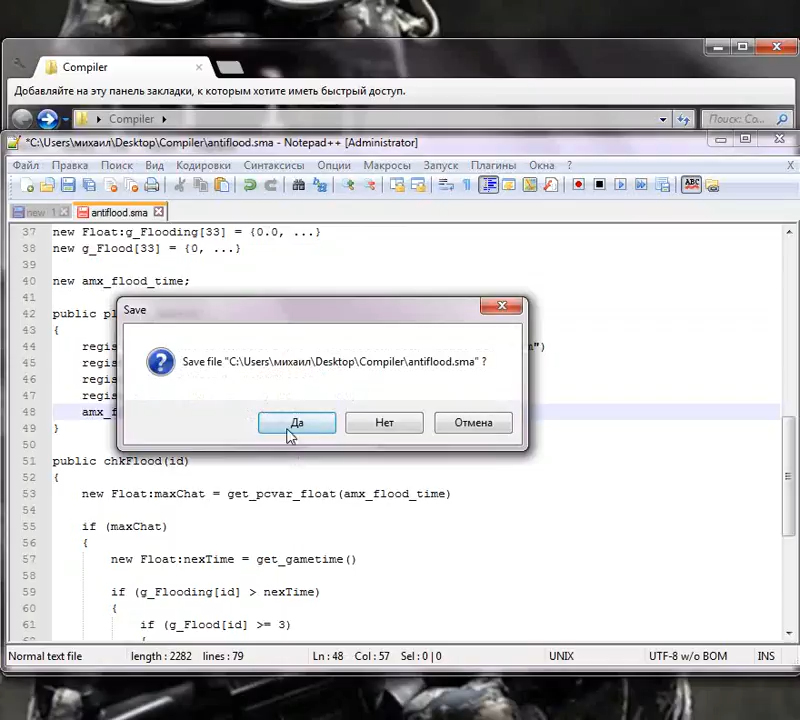 Compiler
Добавляйте на эту панель закладки, к которым хотите иметь быстрый доступ.
Compiler
Поиск: Co...
*C:\Users\михаил\Desktop\Compiler\antiflood.sma - Notepad++ [Administrator]
Файл Правка Поиск Вид Кодировки Синтаксисы Опции Макросы Запуск Плагины Окна ? X
new 1 antiflood.sma
37 new Float:g_Flooding[33] = {0.0, ...}
38 new g_Flood[33] = {0, ...}
39
40 new amx_flood_time;
41
42 public pl
43 {
44 regis m")
45 regis
46 regis
47 regis
48 amx_f
49 }
50
51 public chkFlood(id)
52 {
53 new Float:maxChat = get_pcvar_float(amx_flood_time)
54
55 if (maxChat)
56 {
57 new Float:nexTime = get_gametime()
58
59 if (g_Flooding[id] > nexTime)
60 {
61 if (g_Flood[id] >= 3)
Save
Save file "C:\Users\михаил\Desktop\Compiler\antiflood.sma" ?
Да Нет Отмена
Normal text file length : 2282 lines : 79 Ln : 48 Col : 57 Sel : 0 | 0 UNIX UTF-8 w/o BOM INS